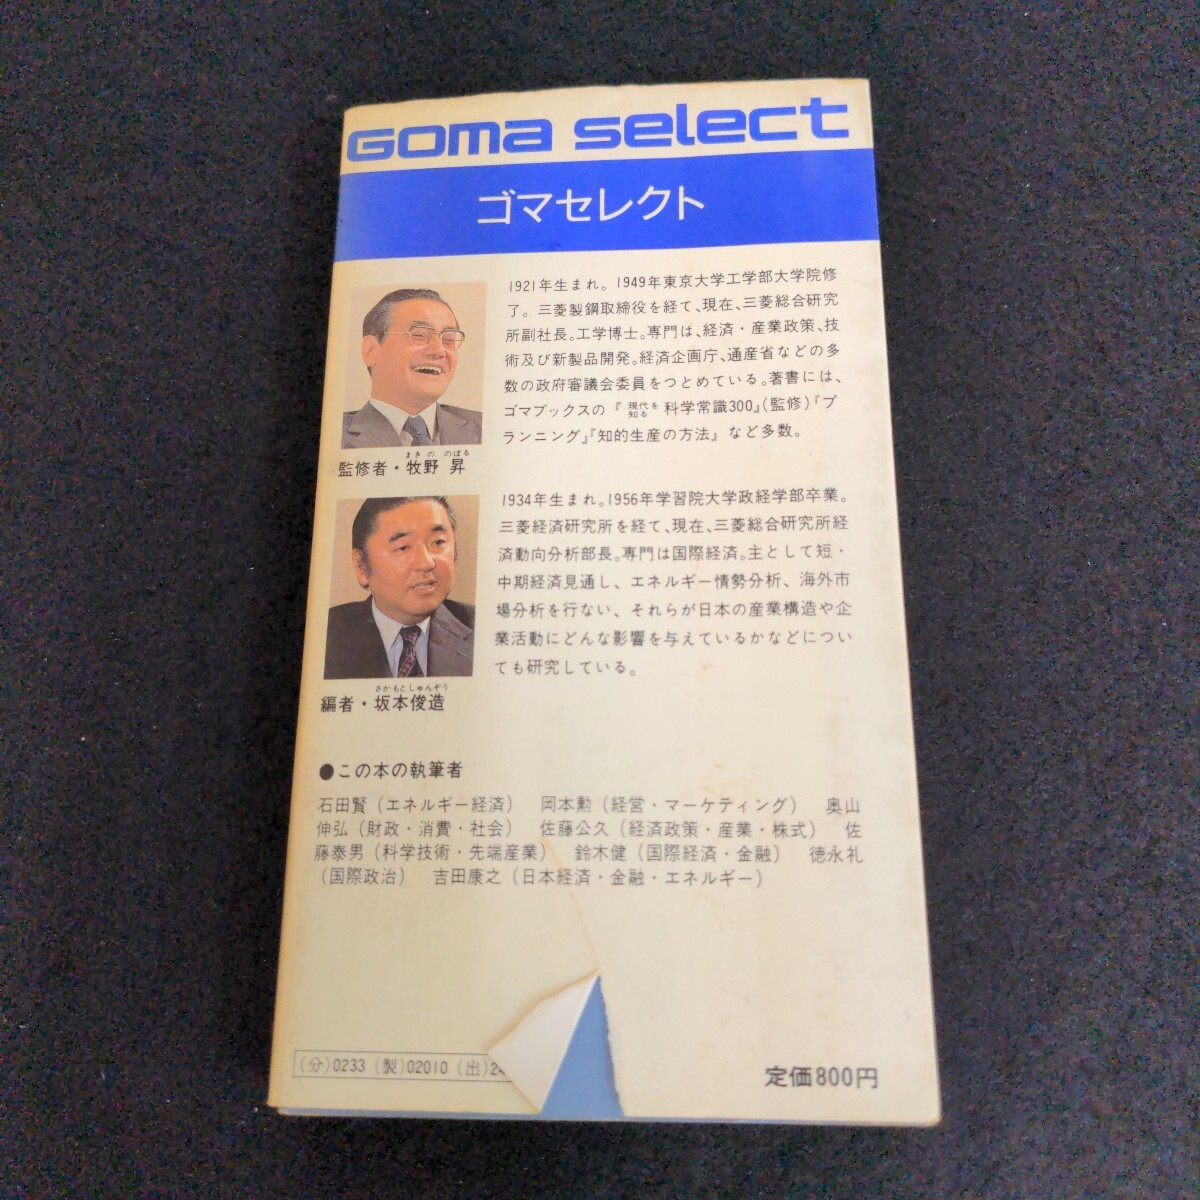 Goma select
ゴマセレクト
1921年生まれ。1949年東京大学工学部大学院修
了。三菱製鋼取締役を経て、現在、三菱総合研究
所副社長。工学博士。専門は、経済・産業政策、技
術及び新製品開発。経済企画庁、通産省などの多
数の政府審議会委員をつとめている。著書には、
ゴマブックスの『現代を知る科学常識300』(監修)『プ
ランニング』『知的生産の方法』など多数。
まきの のぼる
監修者・牧野 昇
1934年生まれ。1956年学習院大学政経学部卒業。
三菱経済研究所を経て、現在、三菱総合研究所経
済動向分析部長。専門は国際経済。主として短・
中期経済見通し、エネルギー情勢分析、海外市
場分析を行ない、それらが日本の産業構造や企
業活動にどんな影響を与えているかなどについ
ても研究している。
さかもとしゅんぞう
編者・坂本俊造
●この本の執筆者
石田賢(エネルギー経済) 岡本勲(経営・マーケティング) 奥山
伸弘(財政・消費・社会) 佐藤公久(経済政策・産業・株式) 佐
藤泰男(科学技術・先端産業) 鈴木健(国際経済・金融) 徳永礼
(国際政治) 吉田康之(日本経済・金融・エネルギー)
(分)0233 (製)02010 (出)24
定価800円